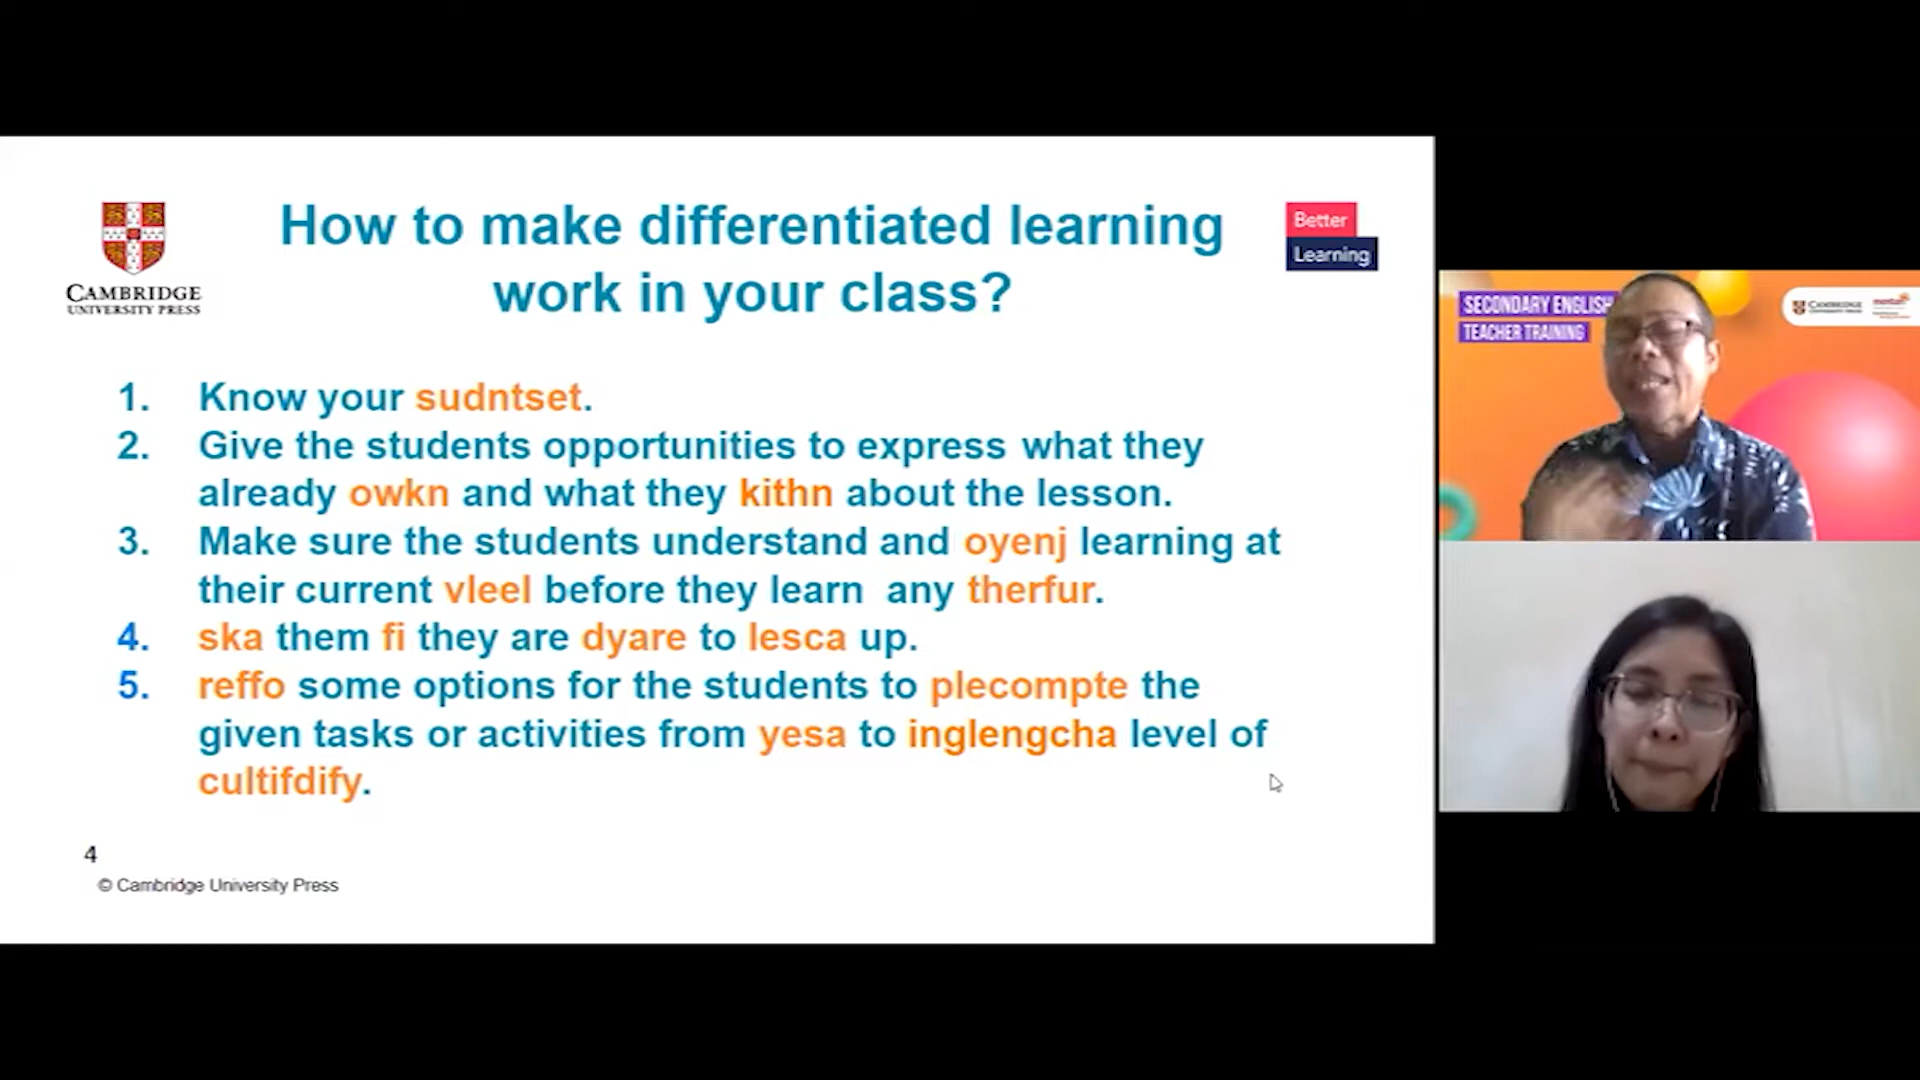 How to make differentiated learning
work in your class?
CAMBRIDGE
UNIVERSITY PRESS
Better
Learning
1. Know your sudntset.
2. Give the students opportunities to express what they
already owkn and what they kithn about the lesson.
3. Make sure the students understand and oyenj learning at
their current vleel before they learn any therfur.
4. ska them fi they are dyare to lesca up.
5. reffo some options for the students to plecompte the
given tasks or activities from yesa to inglengcha level of
cultifdify.
4
© Cambridge University Press
SECONDARY ENGLISH
TEACHER TRAINING
CAMBRIDGE
UNIVERSITY PRESS
mentari